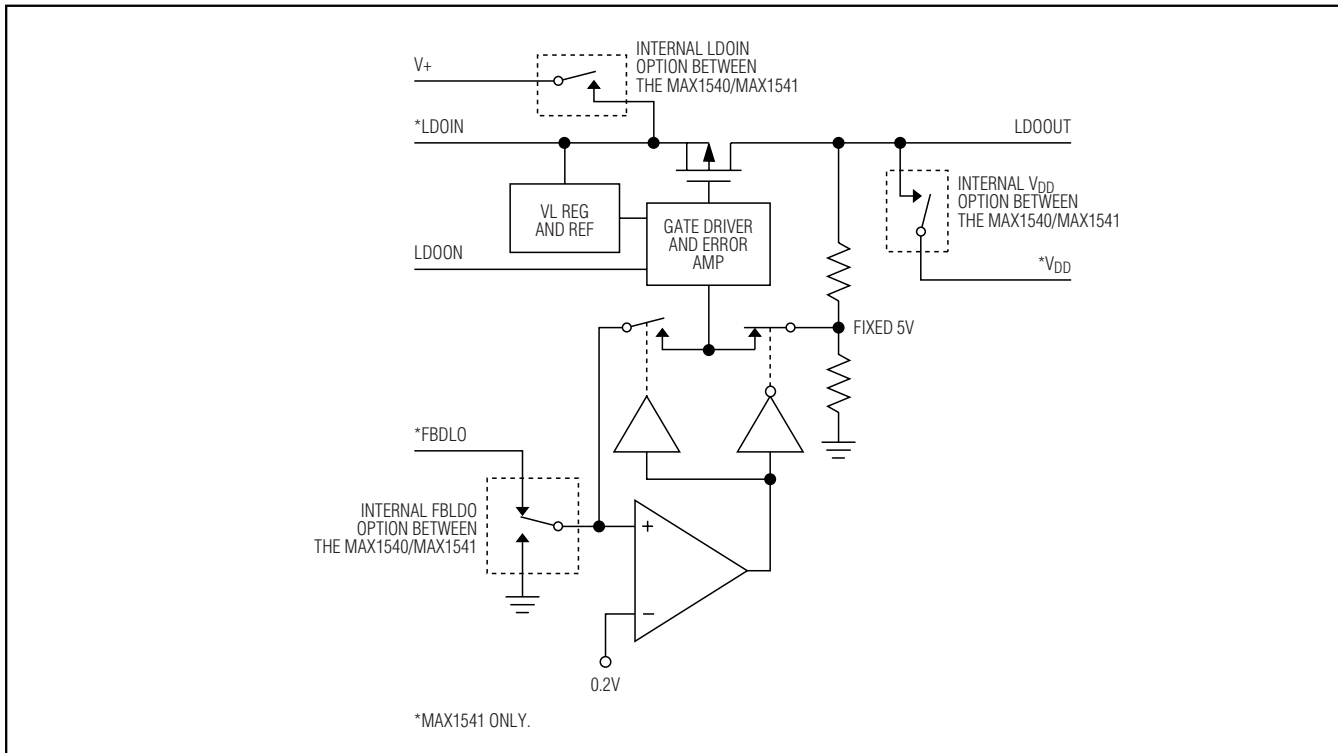 V+
INTERNAL LDOIN
OPTION BETWEEN
THE MAX1540/MAX1541
*LDOIN
LDOOUT
VL REG
AND REF
GATE DRIVER
AND ERROR
AMP
INTERNAL VDD
OPTION BETWEEN
THE MAX1540/MAX1541
LDOON
*VDD
FIXED 5V
*FBDLO
INTERNAL FBLDO
OPTION BETWEEN
THE MAX1540/MAX1541
+
−
0.2V
*MAX1541 ONLY.